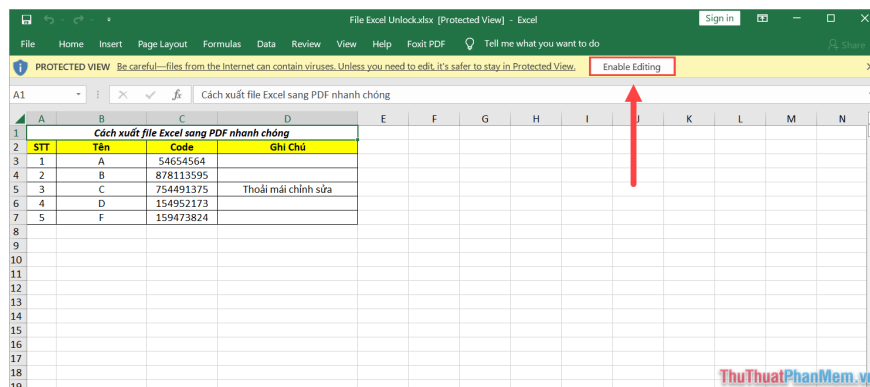 File Excel Unlock.xlsx [Protected View] - Excel
Sign in
File Home Insert Page Layout Formulas Data Review View Help Foxit PDF Tell me what you want to do Share
PROTECTED VIEW Be careful—files from the Internet can contain viruses. Unless you need to edit, it's safer to stay in Protected View. Enable Editing
A1 fx Cách xuất file Excel sang PDF nhanh chóng
A B C D E F G H I J K L M N
1 Cách xuất file Excel sang PDF nhanh chóng
2 STT Tên Code Ghi Chú
3 1 A 54654564
4 2 B 878113595
5 3 C 754491375 Thoải mái chỉnh sửa
6 4 D 154952173
7 5 F 159473824
8
9
10
11
12
13
14
15
16
17
18
19
ThuThuatPhanMem.vn